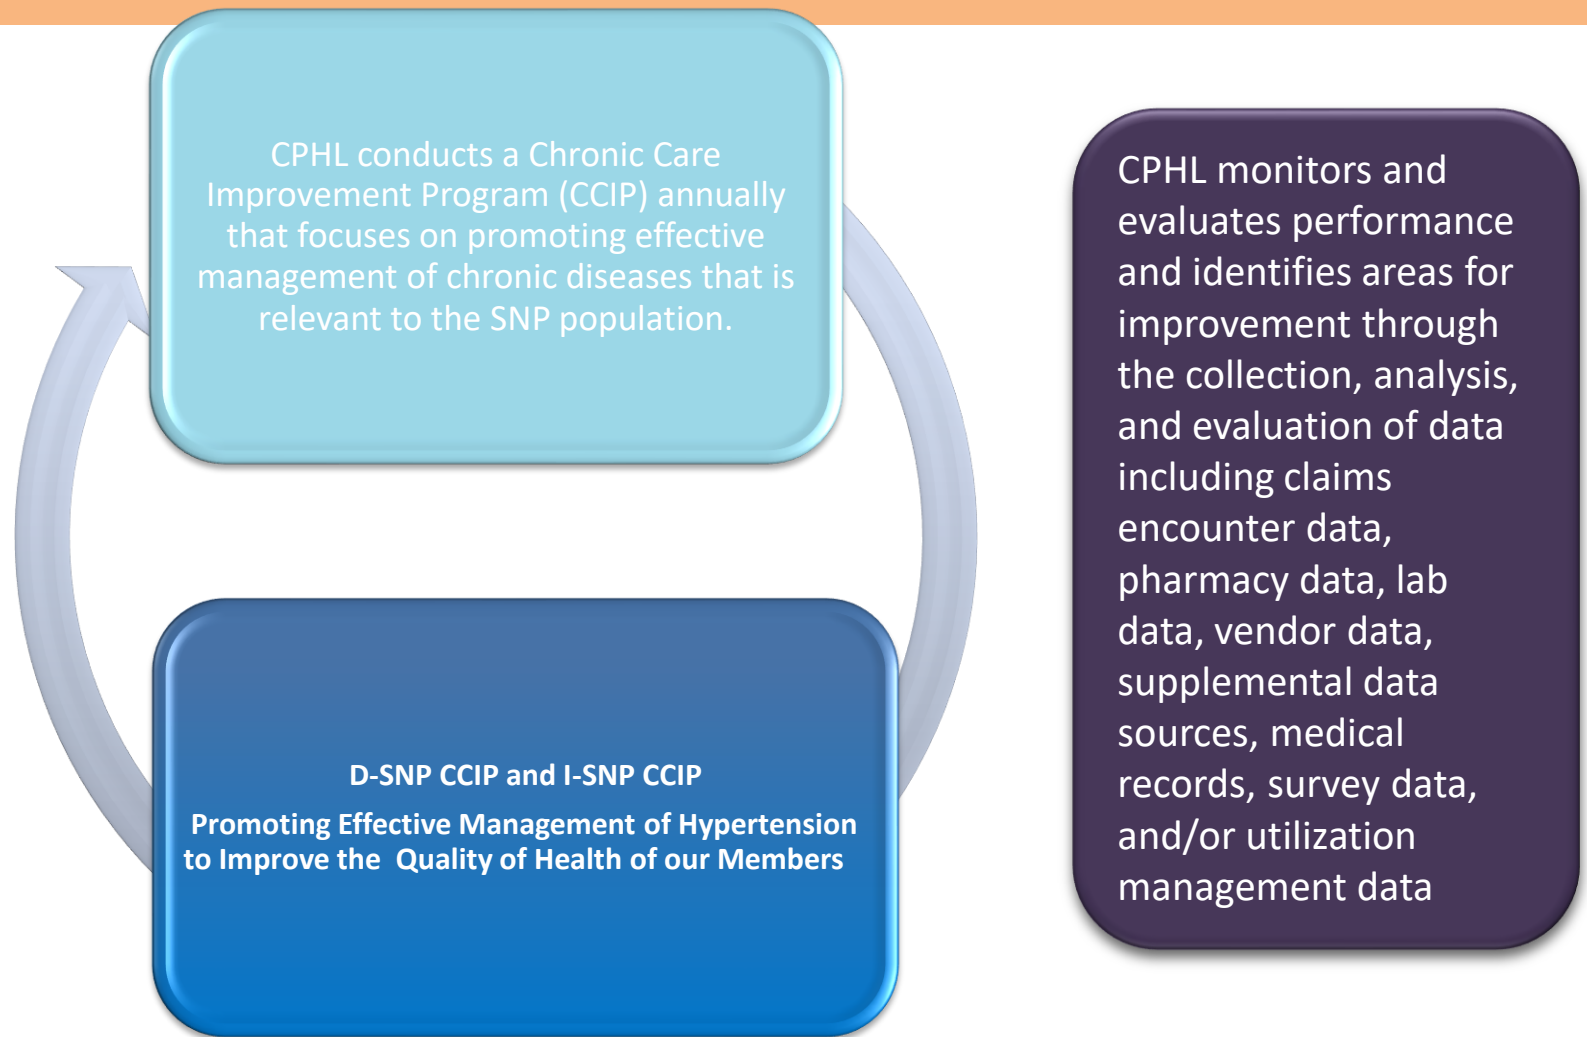 CPHL conducts a Chronic Care
Improvement Program (CCIP) annually
that focuses on promoting effective
management of chronic diseases that is
relevant to the SNP population.
D-SNP CCIP and I-SNP CCIP
Promoting Effective Management of Hypertension
to Improve the  Quality of Health of our Members
CPHL monitors and
evaluates performance
and identifies areas for
improvement through
the collection, analysis,
and evaluation of data
including claims
encounter data,
pharmacy data, lab
data, vendor data,
supplemental data
sources, medical
records, survey data,
and/or utilization
management data